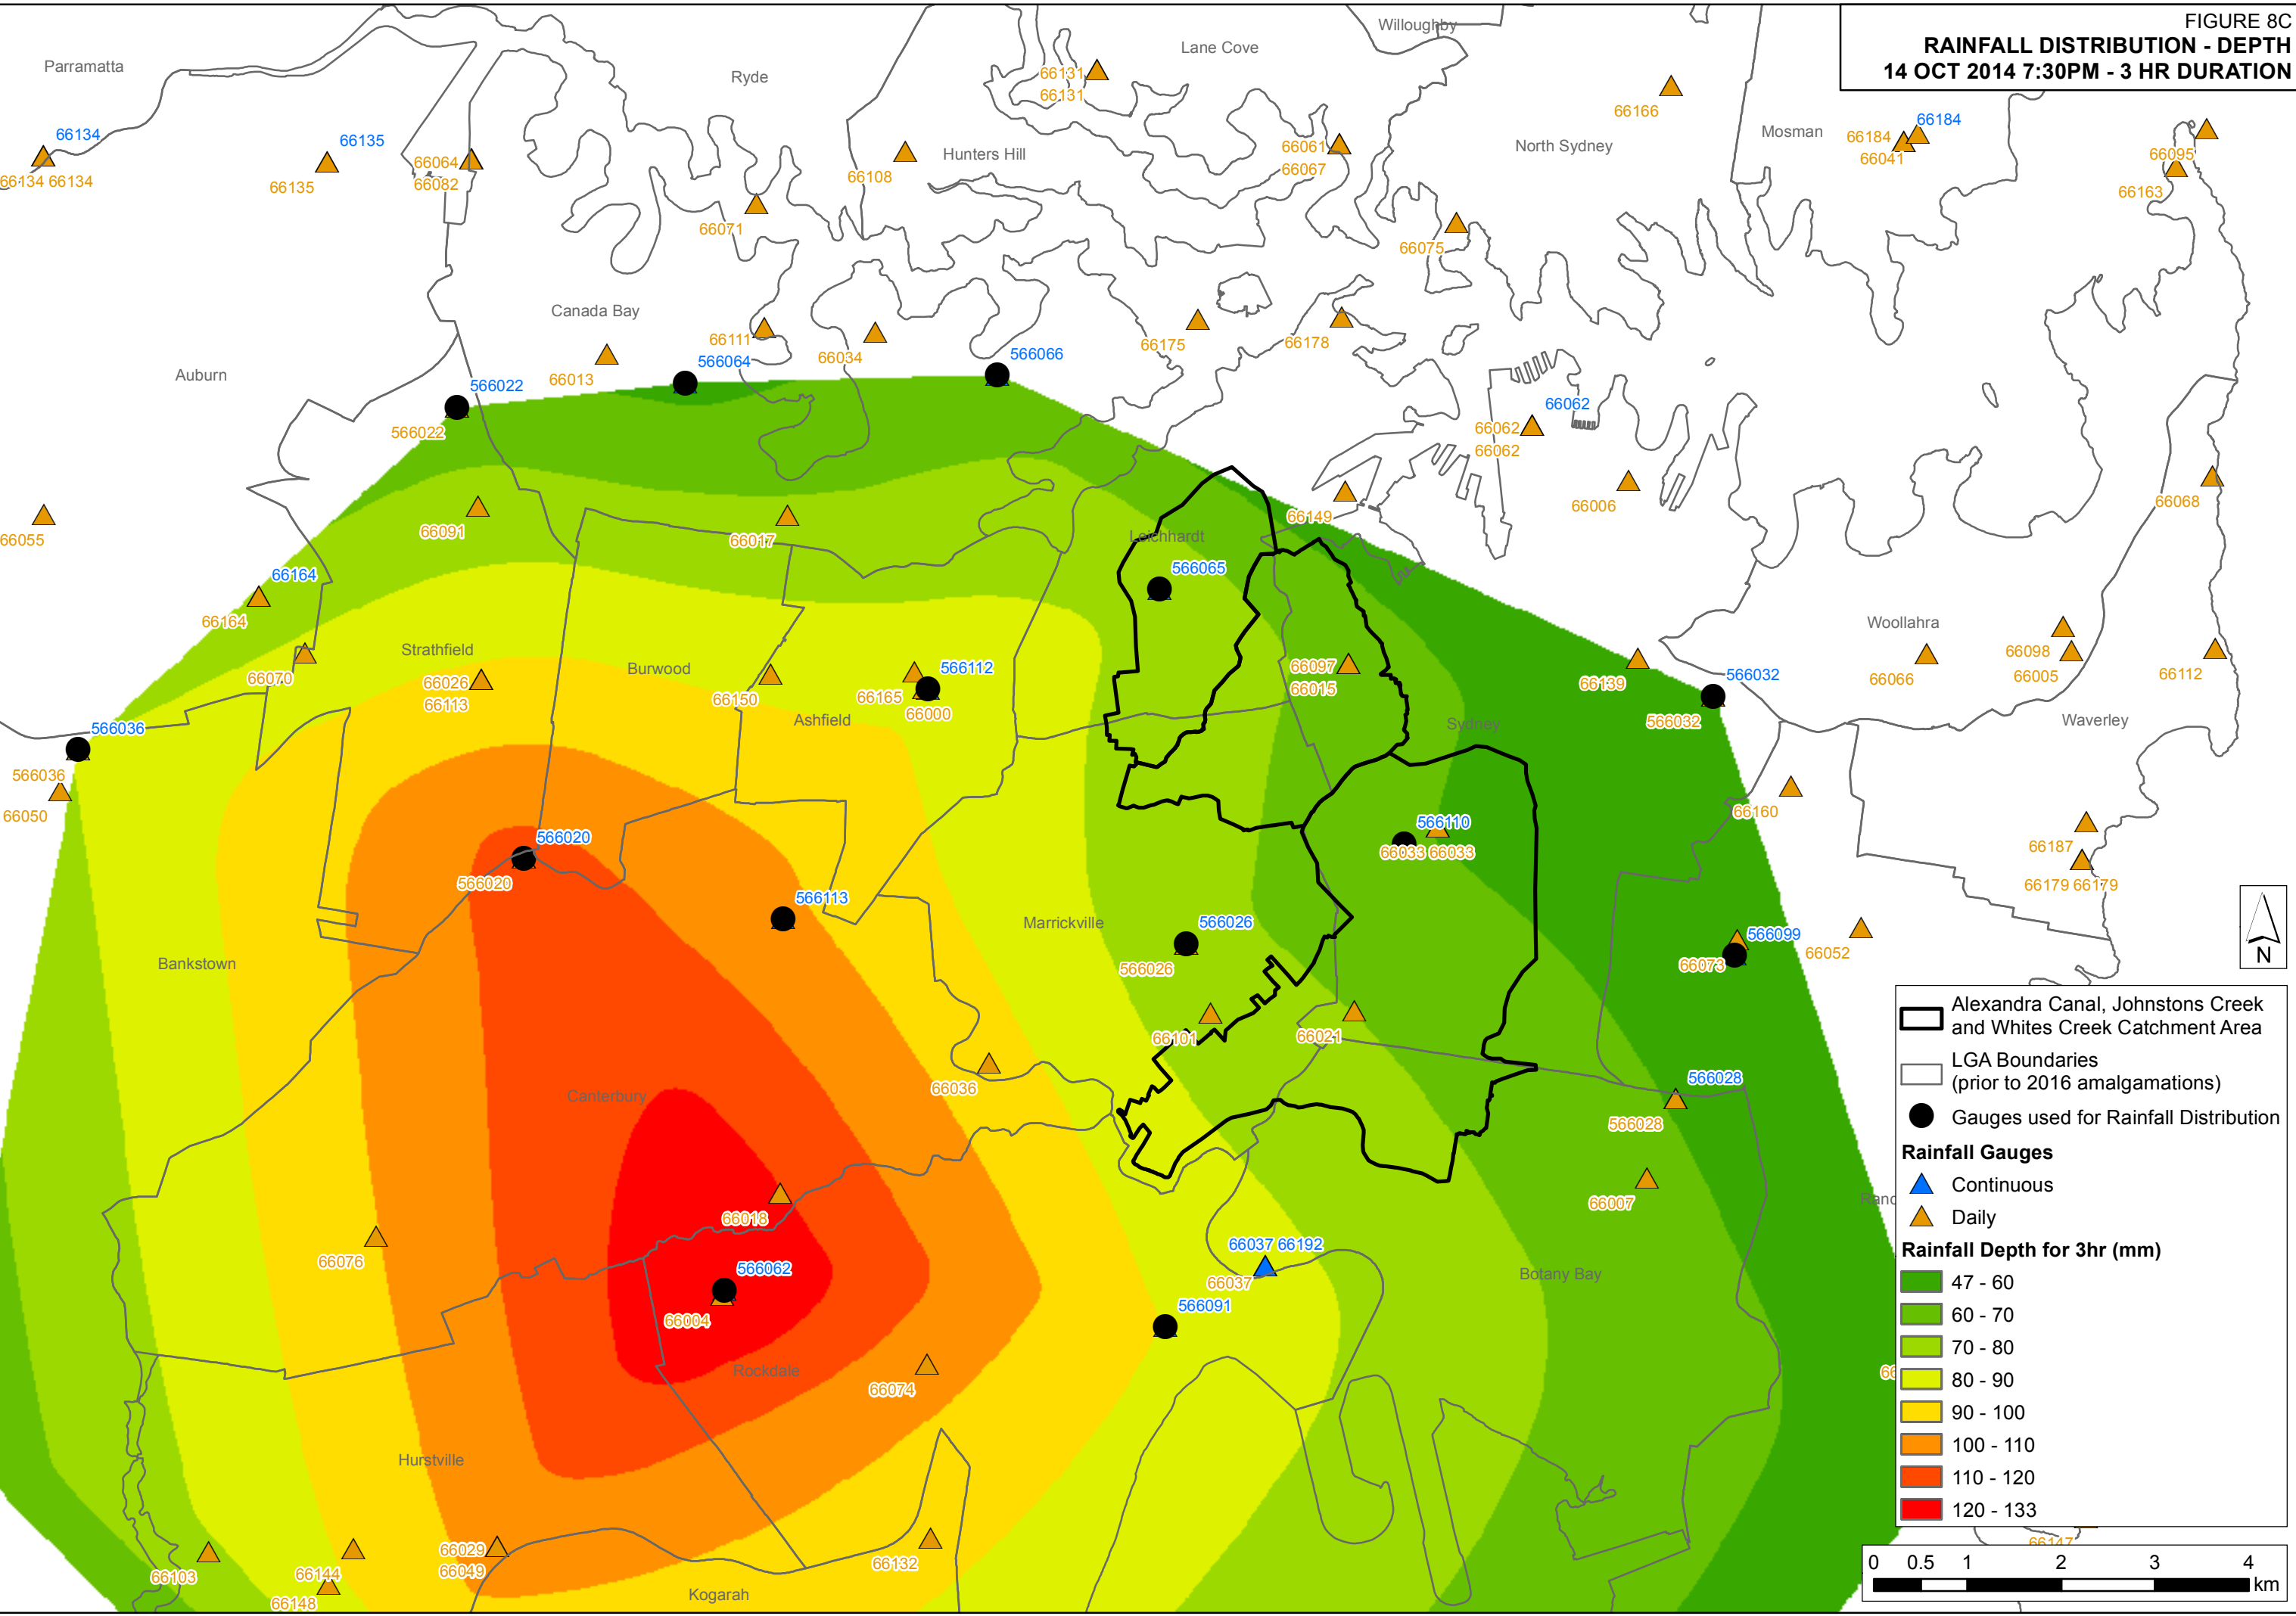 FIGURE 8C
RAINFALL DISTRIBUTION - DEPTH
14 OCT 2014 7:30PM - 3 HR DURATION
Willoughby
Lane Cove
Parramatta
Ryde
66131
66131
66166
Mosman
66184
66184
66041
66134
66134 66134
66135
66135
66064
66082
66108
Hunters Hill
66061
66067
North Sydney
66095
66163
66071
66075
Canada Bay
66111
66034
66175
66178
566064
566066
66013
Auburn
566022
566022
66062
66062
66062
66091
66017
66149
66006
66068
66055
Leichhardt
566065
66164
66164
Woollahra
66098
66005
66066
66112
66070
Strathfield
66026
66113
Burwood
66150
566112
66165
66000
Ashfield
66097
66015
66139
566032
566032
Sydney
Waverley
566036
566036
66050
66160
566020
566020
566110
66033 66033
66187
66179 66179
566113
Marrickville
566026
566026
566099
66073
66052
Bankstown
N
66101
66021
66036
Canterbury
566028
566028
66018
66007
66076
66037 66192
66037
Botany Bay
566062
66004
566091
Rockdale
66074
Hurstville
66132
66029
66049
66103
66144
66148
Kogarah
66147
Alexandra Canal, Johnstons Creek
and Whites Creek Catchment Area
LGA Boundaries
(prior to 2016 amalgamations)
Gauges used for Rainfall Distribution
Rainfall Gauges
Continuous
Daily
Rainfall Depth for 3hr (mm)
47 - 60
60 - 70
70 - 80
80 - 90
90 - 100
100 - 110
110 - 120
120 - 133
0 0.5 1 2 3 4
km